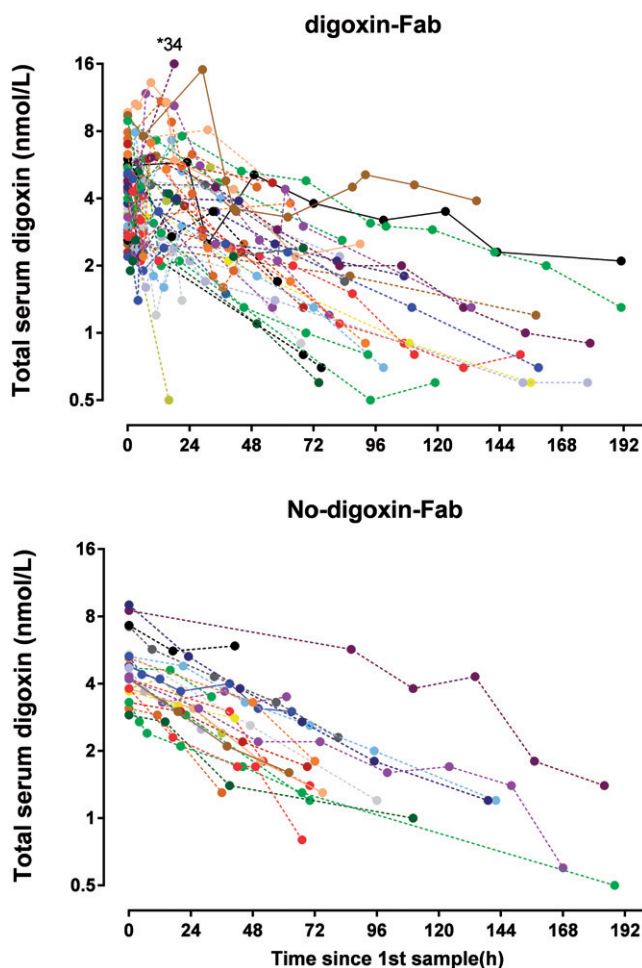 digoxin-Fab
*34
Total serum digoxin (nmol/L)
16
8
4
2
1
0.5
0 24 48 72 96 120 144 168 192
No-digoxin-Fab
Total serum digoxin (nmol/L)
16
8
4
2
1
0.5
0 24 48 72 96 120 144 168 192
Time since 1st sample(h)